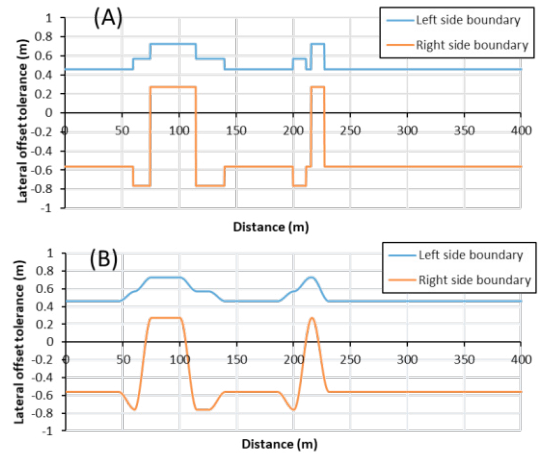 (A)
Left side boundary
Right side boundary
Lateral offset tolerance (m)
1
0.8
0.6
0.4
0.2
0
-0.2
-0.4
-0.6
-0.8
-1
0 50 100 150 200 250 300 350 400
Distance (m)
(B)
Left side boundary
Right side boundary
Lateral offset tolerance (m)
1
0.8
0.6
0.4
0.2
0
-0.2
-0.4
-0.6
-0.8
-1
0 50 100 150 200 250 300 350 400
Distance (m)